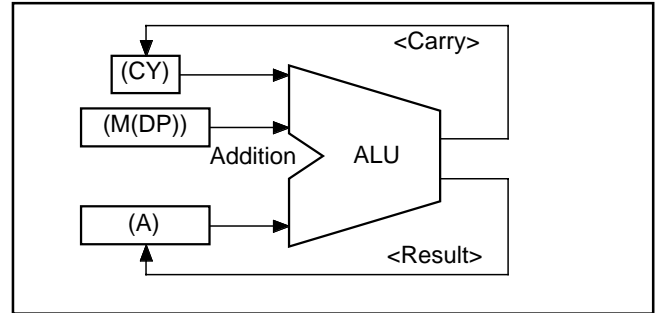 <Carry>
(CY)
(M(DP))
Addition
ALU
(A)
<Result>